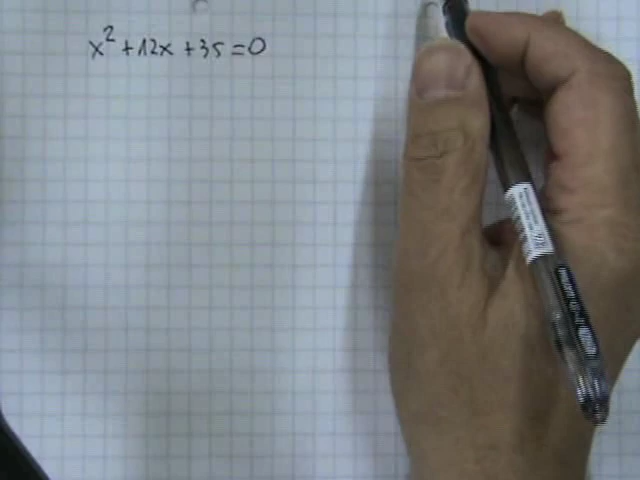 x² + 12x + 35 = 0